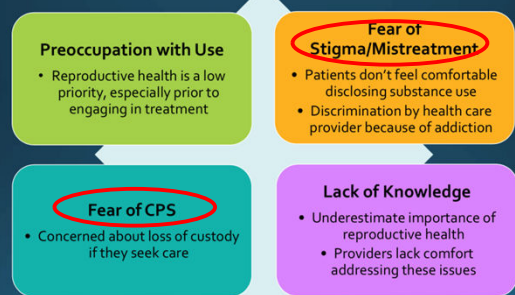 Preoccupation with Use
• Reproductive health is a low
priority, especially prior to
engaging in treatment
Fear of
Stigma/Mistreatment
• Patients don't feel comfortable
disclosing substance use
• Discrimination by health care
provider because of addiction
Fear of CPS
• Concerned about loss of custody
if they seek care
Lack of Knowledge
• Underestimate importance of
reproductive health
• Providers lack comfort
addressing these issues